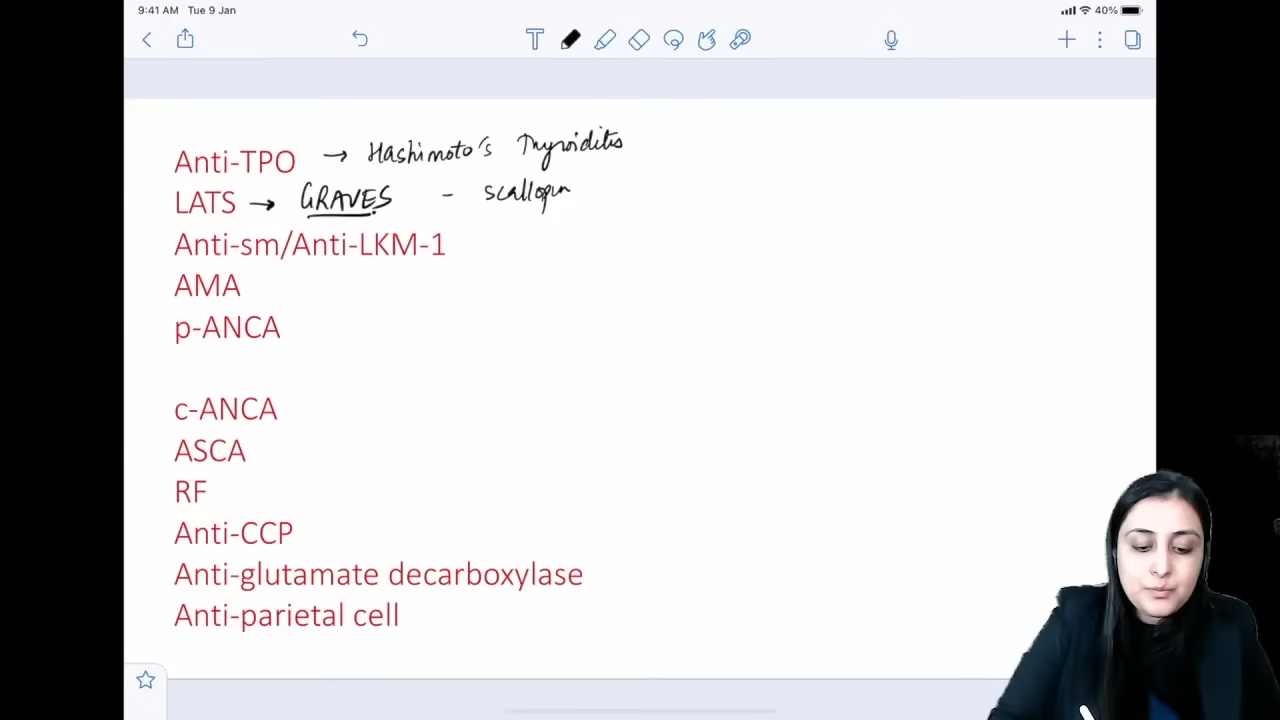 9:41 AM Tue 9 Jan 40%
T
Anti-TPO → Hashimoto's Thyroiditis
LATS → GRAVES - scallopin
Anti-sm/Anti-LKM-1
AMA
p-ANCA
c-ANCA
ASCA
RF
Anti-CCP
Anti-glutamate decarboxylase
Anti-parietal cell